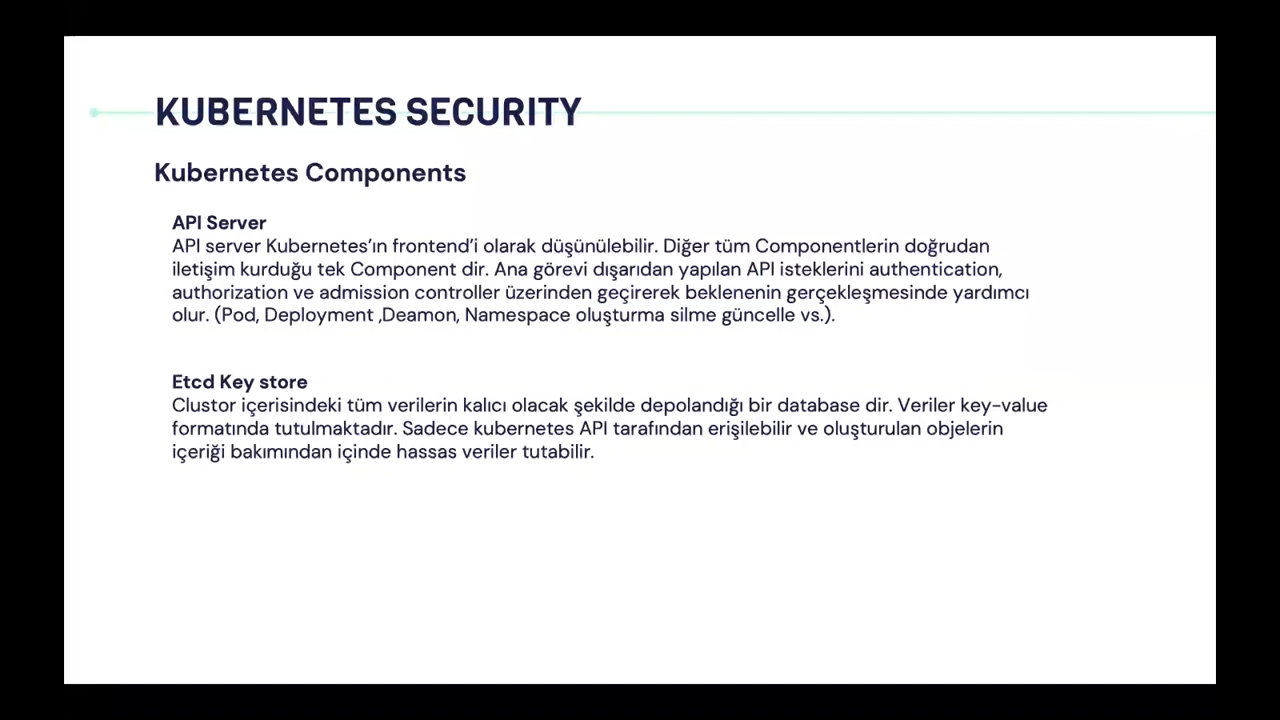 KUBERNETES SECURITY
Kubernetes Components
API Server
API server Kubernetes’ın frontend’i olarak düşünülebilir. Diğer tüm Componentlerin doğrudan
iletişim kurduğu tek Component dir. Ana görevi dışarıdan yapılan API isteklerini authentication,
authorization ve admission controller üzerinden geçirerek beklenenin gerçekleşmesinde yardımcı
olur. (Pod, Deployment ,Deamon, Namespace oluşturma silme güncelle vs.).
Etcd Key store
Clustor içerisindeki tüm verilerin kalıcı olacak şekilde depolandığı bir database dir. Veriler key-value
formatında tutulmaktadır. Sadece kubernetes API tarafından erişilebilir ve oluşturulan objelerin
içeriği bakımından içinde hassas veriler tutabilir.